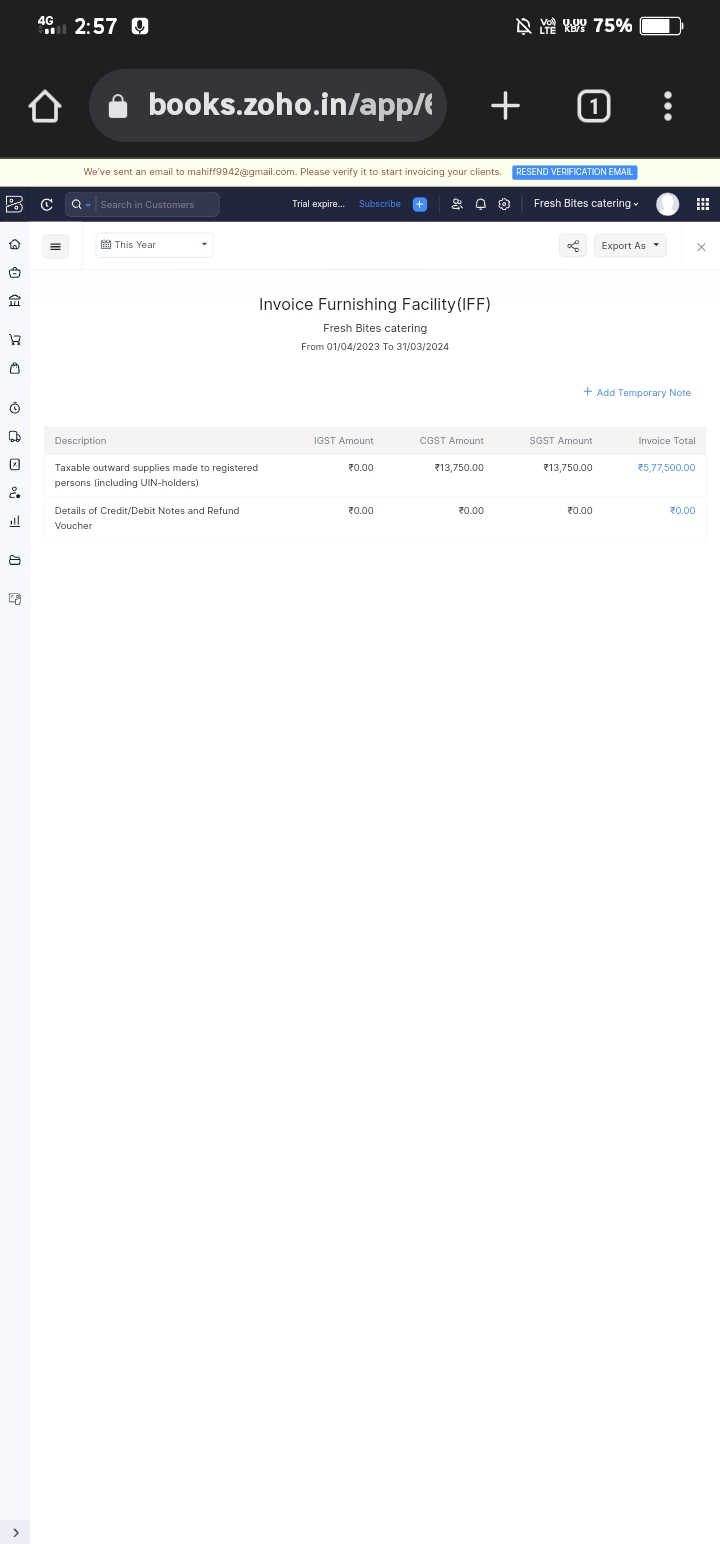 4G 2:57 Vo) LTE 0.00 KB/s 75%
books.zoho.in/app/6 1
We've sent an email to mahiff9942@gmail.com. Please verify it to start invoicing your clients. RESEND VERIFICATION EMAIL
Search in Customers Trial expire... Subscribe Fresh Bites catering
This Year Export As
Invoice Furnishing Facility(IFF)
Fresh Bites catering
From 01/04/2023 To 31/03/2024
+ Add Temporary Note
Description IGST Amount CGST Amount SGST Amount Invoice Total
Taxable outward supplies made to registered ₹0.00 ₹13,750.00 ₹13,750.00 ₹5,77,500.00
persons (including UIN-holders)
Details of Credit/Debit Notes and Refund ₹0.00 ₹0.00 ₹0.00 ₹0.00
Voucher